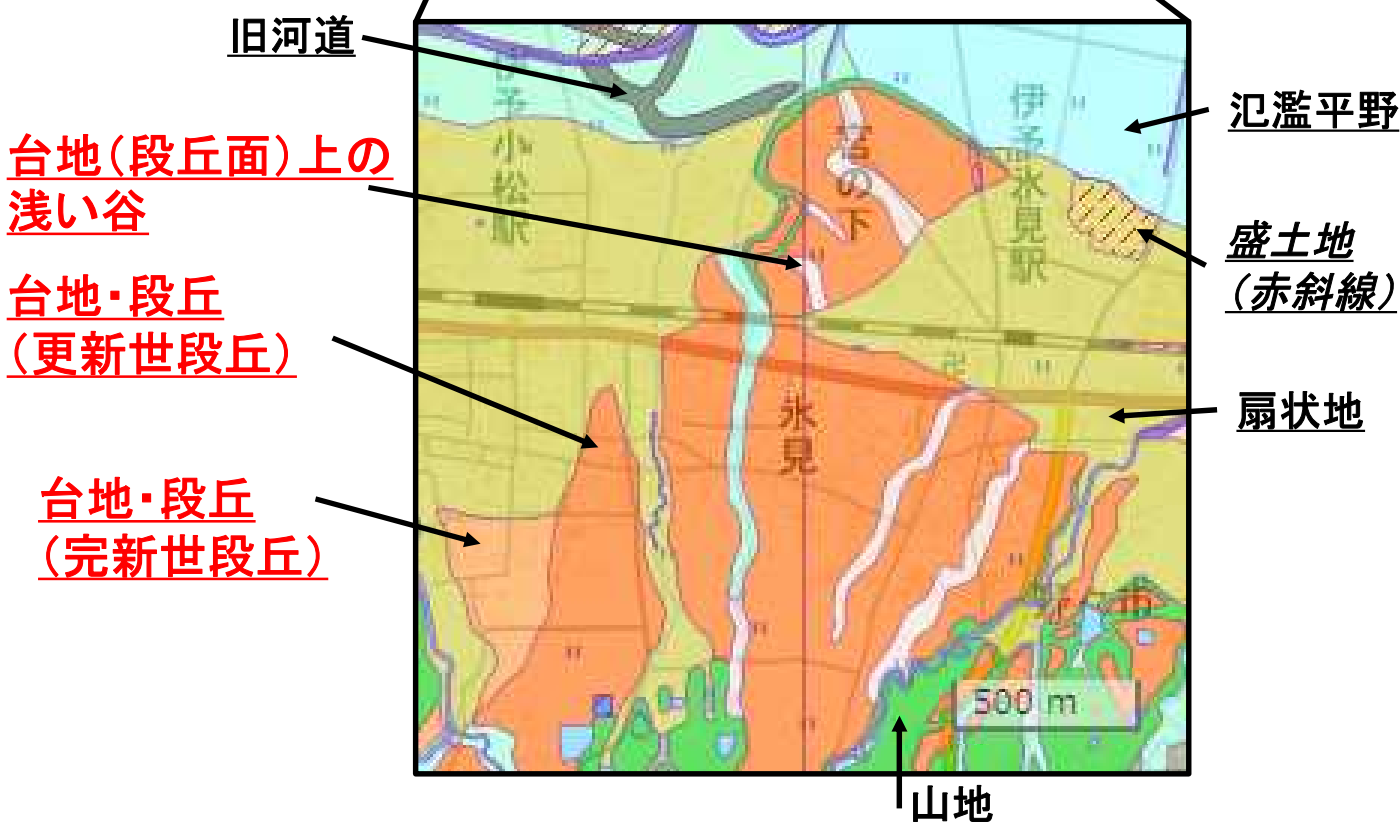 旧河道
氾濫平野
台地(段丘面)上の
浅い谷
盛土地
(赤斜線)
台地・段丘
(更新世段丘)
扇状地
台地・段丘
(完新世段丘)
山地
伊予小松駅
宮の下
伊予氷見駅
氷見
500 m